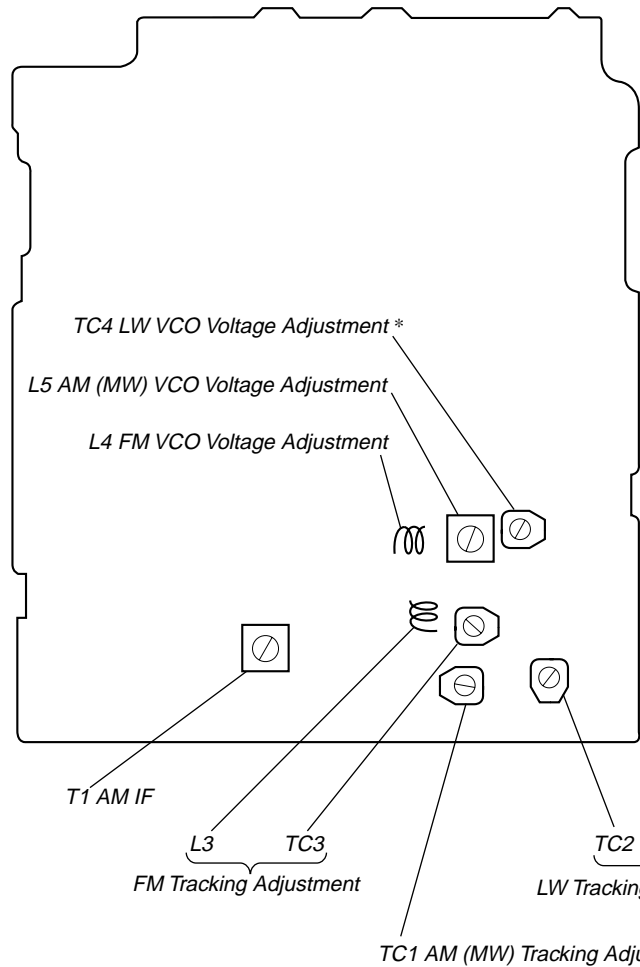 TC4 LW VCO Voltage Adjustment *
L5 AM (MW) VCO Voltage Adjustment
L4 FM VCO Voltage Adjustment
T1 AM IF
L3 TC3
FM Tracking Adjustment
TC2
LW Tracking
TC1 AM (MW) Tracking Adju